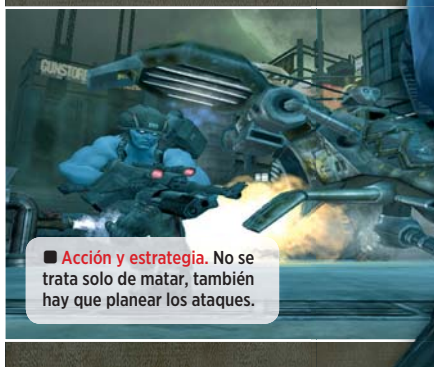 GUNSTORE
■ Acción y estrategia. No se
trata solo de matar, también
hay que planear los ataques.